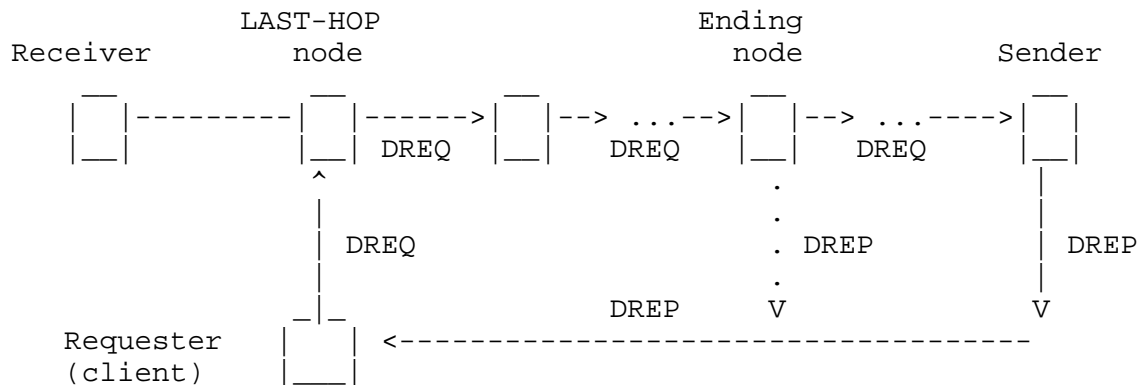 LAST-HOP Ending
Receiver node node Sender
DREQ DREQ DREQ
DREQ DREP DREP
DREP V V
Requester
(client)